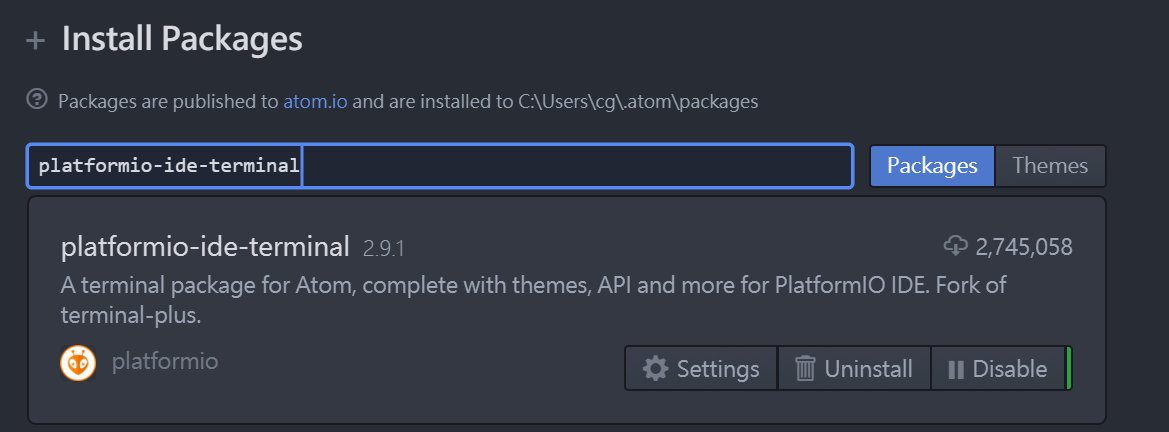 Install Packages
Packages are published to atom.io and are installed to C:\Users\cg\.atom\packages
platformio-ide-terminal
Packages
Themes
platformio-ide-terminal 2.9.1
2,745,058
A terminal package for Atom, complete with themes, API and more for PlatformIO IDE. Fork of
terminal-plus.
platformio
Settings
Uninstall
Disable